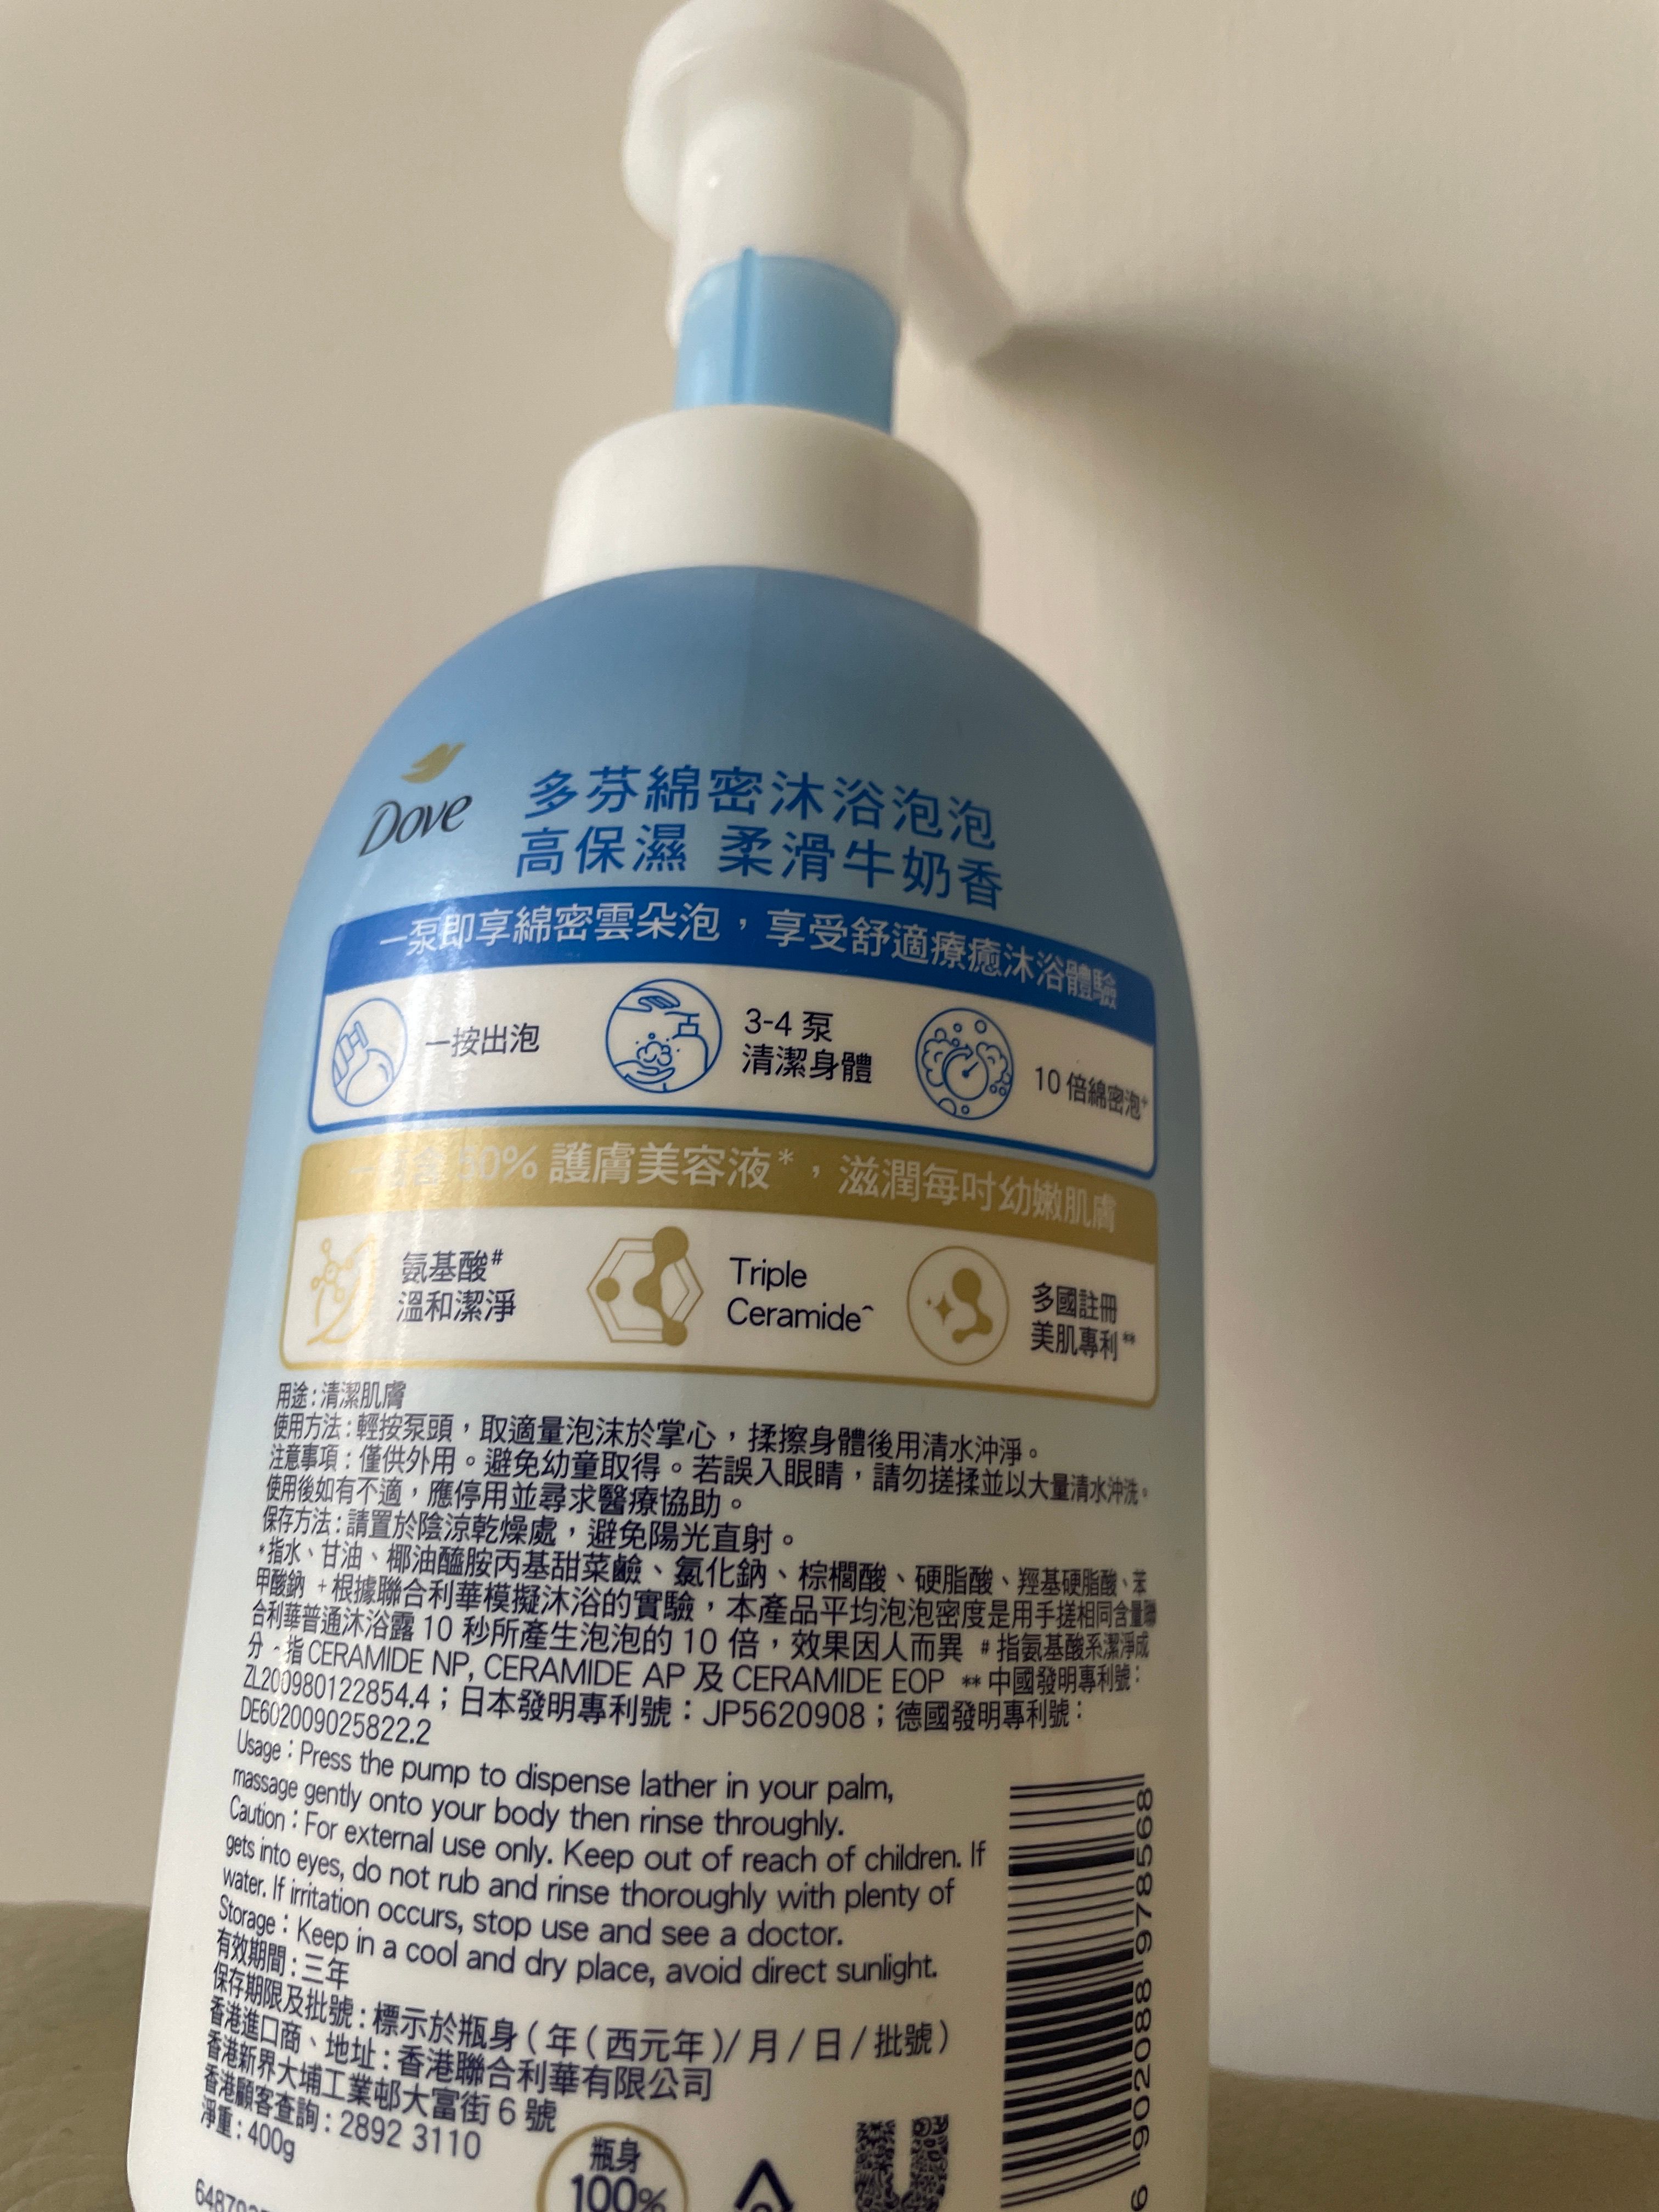 Dove
多芬綿密沐浴泡泡
高保濕 柔滑牛奶香
一泵即享綿密雲朵泡，享受舒適療癒沐浴體驗
一按出泡
3-4 泵
清潔身體
10 倍綿密泡+
含 50% 護膚美容液*，滋潤每吋幼嫩肌膚
氨基酸#
溫和潔淨
Triple
Ceramide^
多國註冊
美肌專利**
用途:清潔肌膚
使用方法:輕按泵頭，取適量泡沫於掌心，揉擦身體後用清水沖淨。
注意事項:僅供外用。避免幼童取得。若誤入眼睛，請勿搓揉並以大量清水沖洗。
使用後如有不適，應停用並尋求醫療協助。
保存方法:請置於陰涼乾燥處，避免陽光直射。
*指水、甘油、椰油醯胺丙基甜菜鹼、氯化鈉、棕櫚酸、硬脂酸、羥基硬脂酸、苯
甲酸鈉 +根據聯合利華模擬沐浴的實驗，本產品平均泡泡密度是用手搓相同含量聯
合利華普通沐浴露 10 秒所產生泡泡的 10 倍，效果因人而異 #指氨基酸系潔淨成
分 ^指 CERAMIDE NP, CERAMIDE AP 及 CERAMIDE EOP **中國發明專利號：
ZL200980122854.4；日本發明專利號：JP5620908；德國發明專利號：
DE602009025822.2
Usage：Press the pump to dispense lather in your palm,
massage gently onto your body then rinse throughly.
Caution：For external use only. Keep out of reach of children. If
gets into eyes, do not rub and rinse thoroughly with plenty of
water. If irritation occurs, stop use and see a doctor.
Storage：Keep in a cool and dry place, avoid direct sunlight.
有效期間:三年
保存期限及批號:標示於瓶身(年(西元年)/月/日/批號)
香港進口商、地址:香港聯合利華有限公司
香港新界大埔工業邨大富街 6 號
香港顧客查詢:2892 3110
淨重:400g
瓶身
100%
6 902088 978568